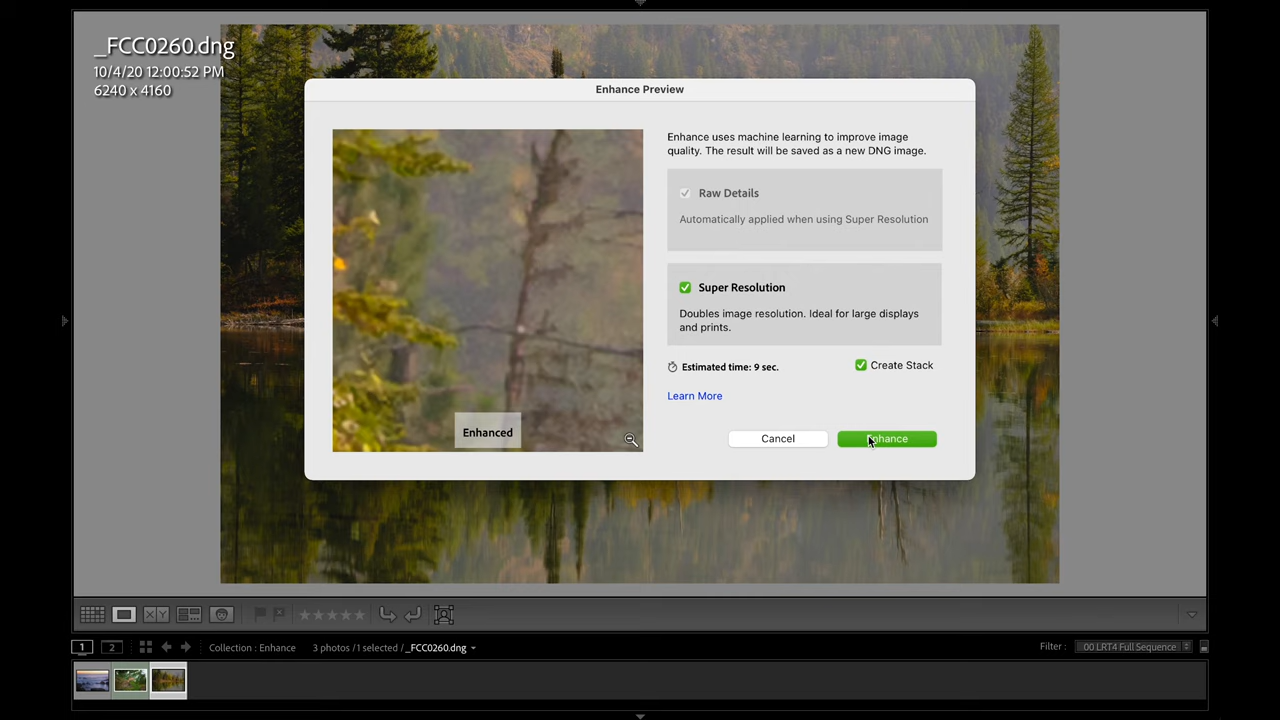 _FCC0260.dng
10/4/20 12:00:52 PM
6240 x 4160
Enhance Preview
Enhance uses machine learning to improve image
quality. The result will be saved as a new DNG image.
Raw Details
Automatically applied when using Super Resolution
Super Resolution
Doubles image resolution. Ideal for large displays
and prints.
Estimated time: 9 sec.
Create Stack
Learn More
Enhanced
Cancel
Enhance
X Y
1
2
Collection : Enhance
3 photos / 1 selected / _FCC0260.dng
Filter :
00 LRT4 Full Sequence